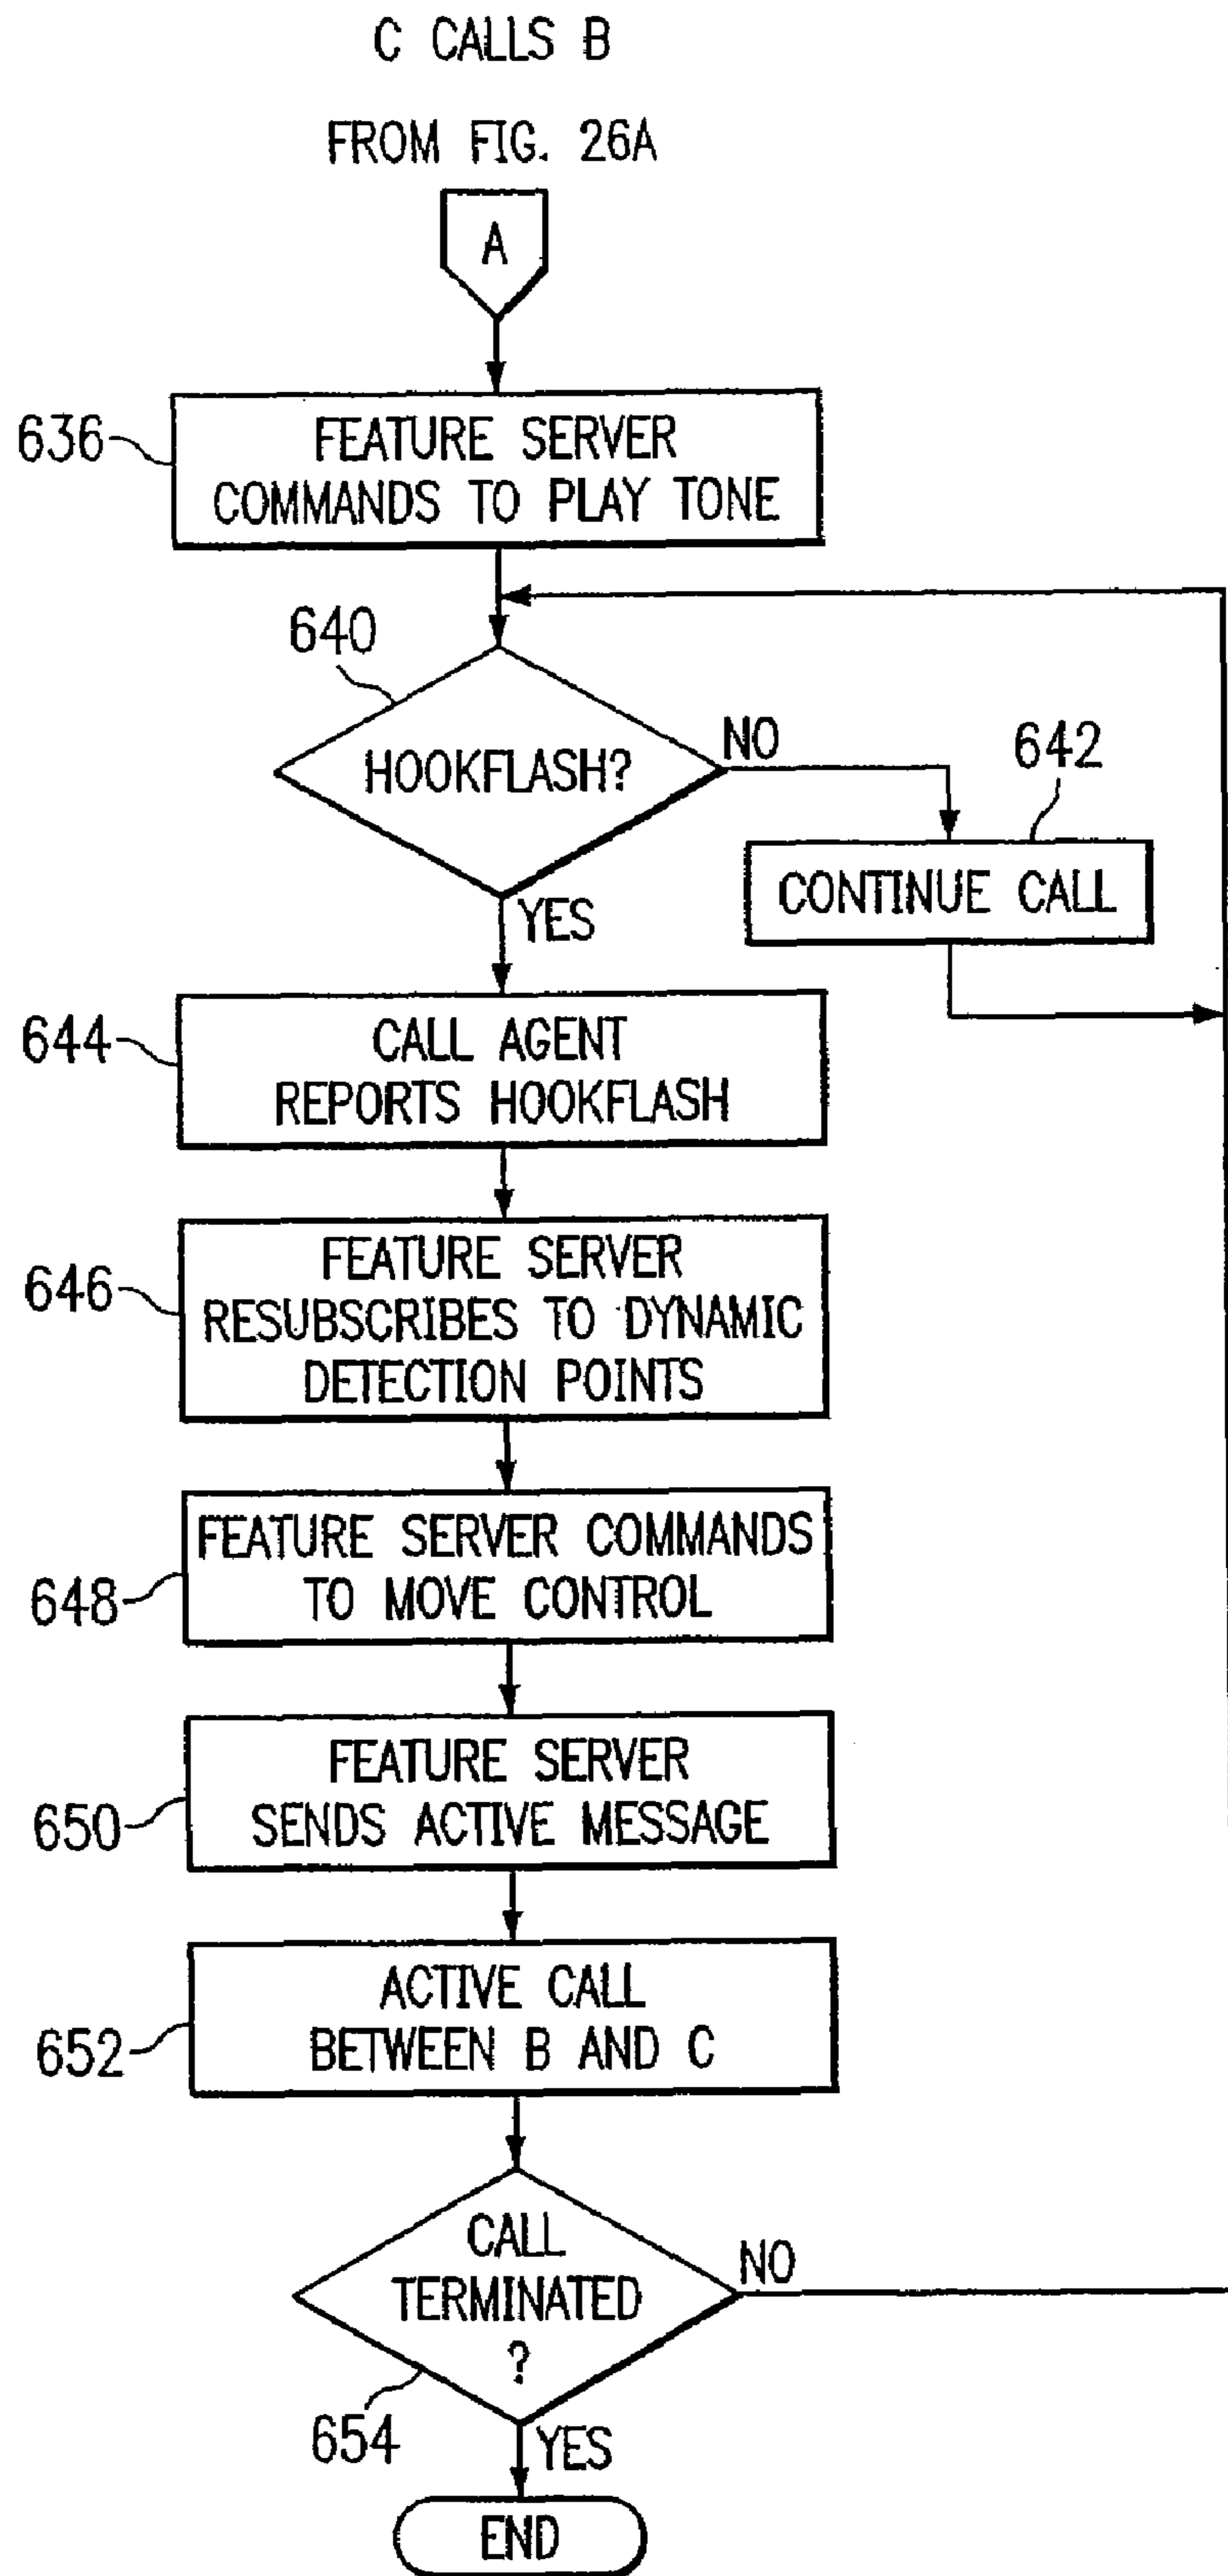 C CALLS B
FROM FIG. 26A
A
636
FEATURE SERVER
COMMANDS TO PLAY TONE
640
HOOKFLASH?
NO
642
CONTINUE CALL
YES
644
CALL AGENT
REPORTS HOOKFLASH
646
FEATURE SERVER
RESUBSCRIBES TO DYNAMIC
DETECTION POINTS
648
FEATURE SERVER COMMANDS
TO MOVE CONTROL
650
FEATURE SERVER
SENDS ACTIVE MESSAGE
652
ACTIVE CALL
BETWEEN B AND C
CALL
TERMINATED
?
NO
654
YES
END